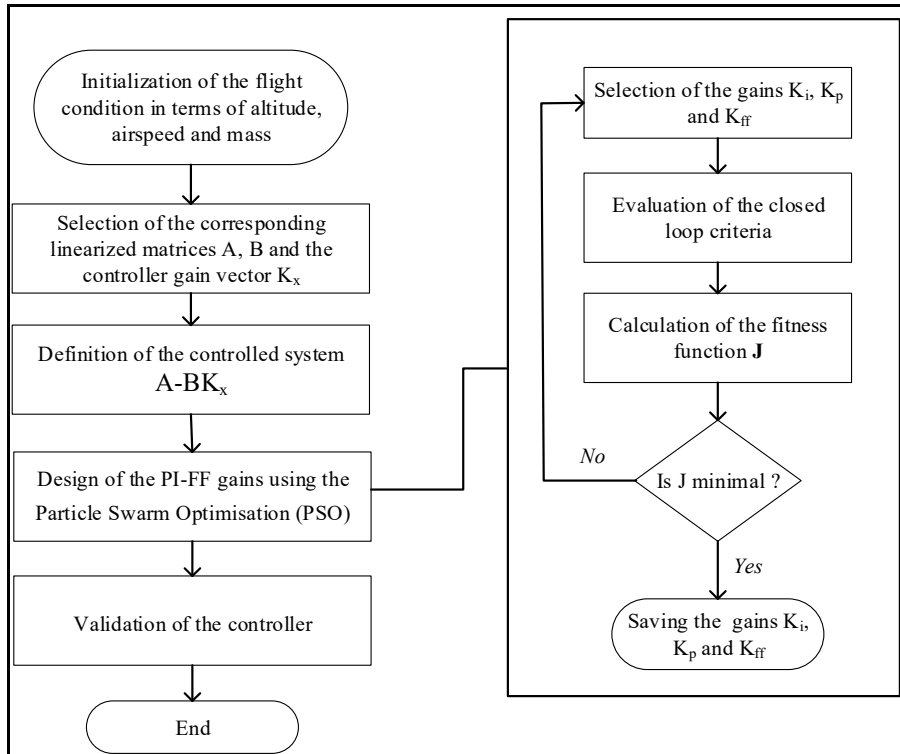 Initialization of the flight
condition in terms of altitude,
airspeed and mass
Selection of the corresponding
linearized matrices A, B and the
controller gain vector Kₓ
Definition of the controlled system
A-BKₓ
Design of the PI-FF gains using the
Particle Swarm Optimisation (PSO)
Validation of the controller
End
Selection of the gains Kᵢ, Kₚ
and K_ff
Evaluation of the closed
loop criteria
Calculation of the fitness
function J
Is J minimal ?
No
Yes
Saving the gains Kᵢ,
Kₚ and K_ff